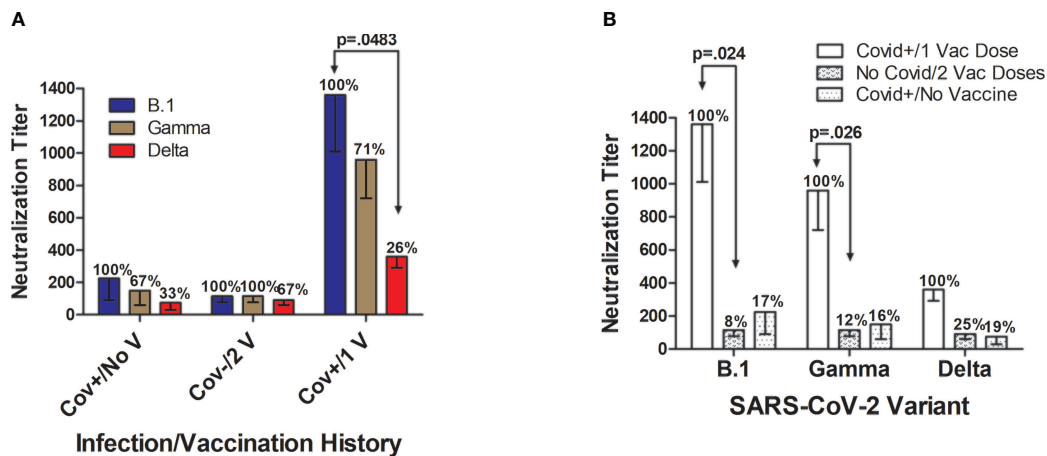 A
p=.0483
B.1
Gamma
Delta
Neutralization Titer
1400
1200
1000
800
600
400
200
0
100%
67%
33%
100%
100%
67%
100%
71%
26%
Cov+/No V
Cov-/2 V
Cov+/1 V
Infection/Vaccination History
B
p=.024
p=.026
Covid+/1 Vac Dose
No Covid/2 Vac Doses
Covid+/No Vaccine
Neutralization Titer
1400
1200
1000
800
600
400
200
0
100%
8%
17%
100%
12%
16%
100%
25%
19%
B.1
Gamma
Delta
SARS-CoV-2 Variant